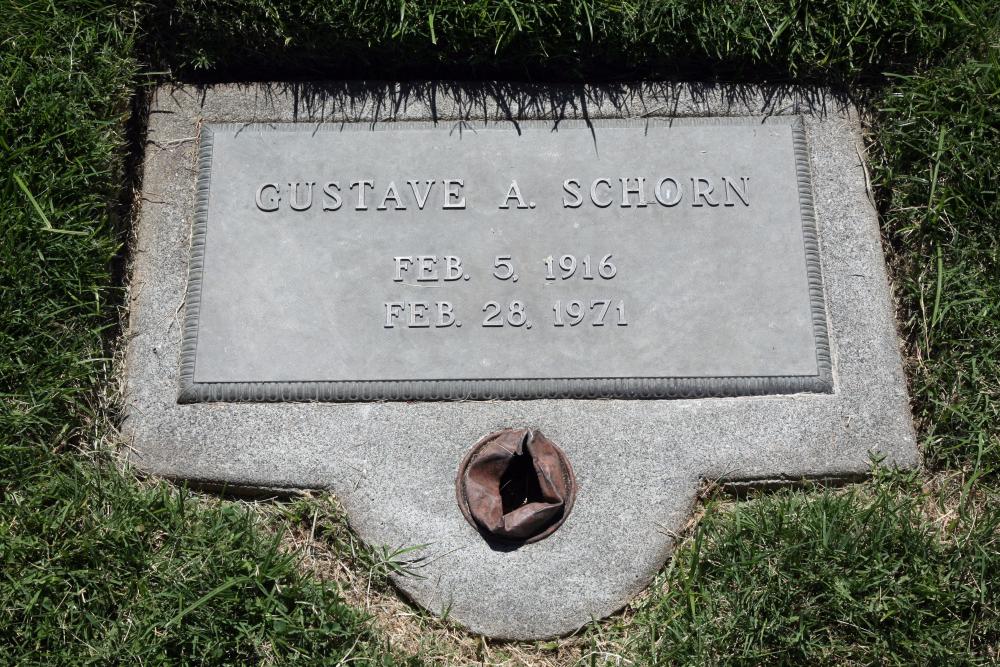 GUSTAVE A. SCHORN
FEB. 5, 1916
FEB. 28, 1971